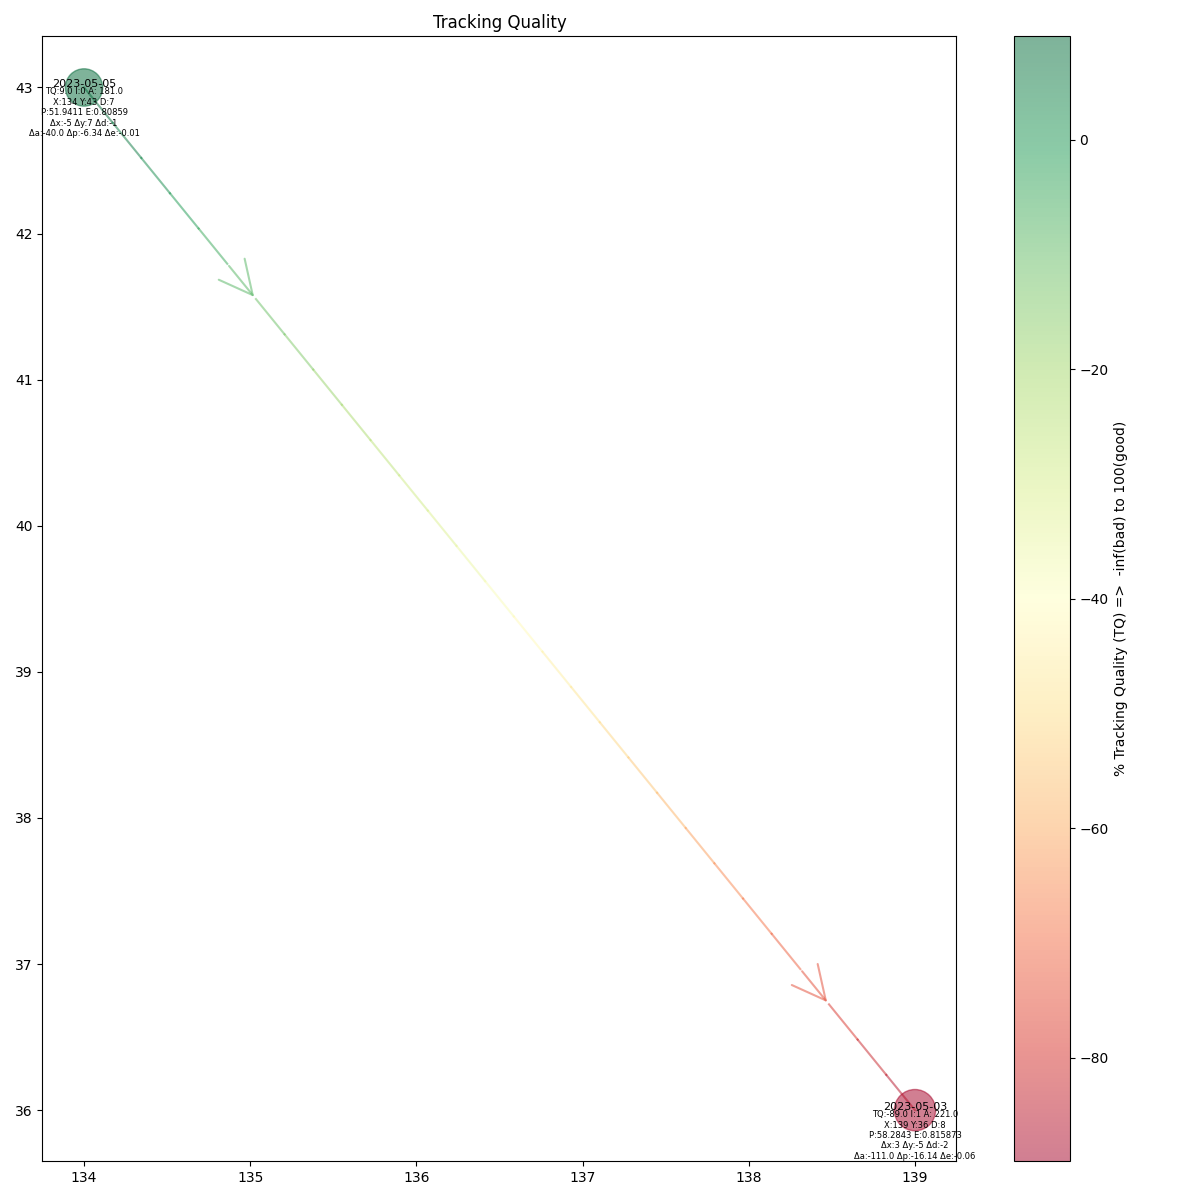 Tracking Quality
43
42
41
40
39
38
37
36
2023-05-05
TQ:9.0 I:0 A: 181.0
X:134 Y:43 D:7
P:51.9411 E:0.80859
Δx:-5 Δy:7 Δd:-1
Δa:-40.0 Δp:-6.34 Δe:-0.01
2023-05-03
TQ:-89.0 I:1 A: 221.0
X:139 Y:36 D:8
P:58.2843 E:0.815873
Δx:3 Δy:-5 Δd:-2
Δa:-111.0 Δp:-16.14 Δe:-0.06
134 135 136 137 138 139
0
−20
−40
−60
−80
% Tracking Quality (TQ) => -inf(bad) to 100(good)